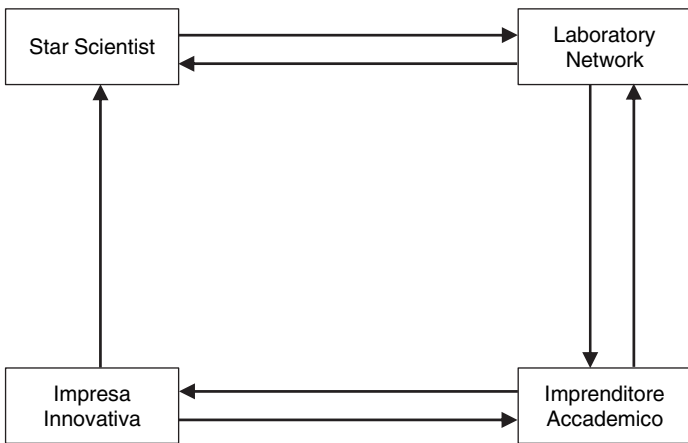 Star Scientist
Laboratory
Network
Impresa
Innovativa
Imprenditore
Accademico